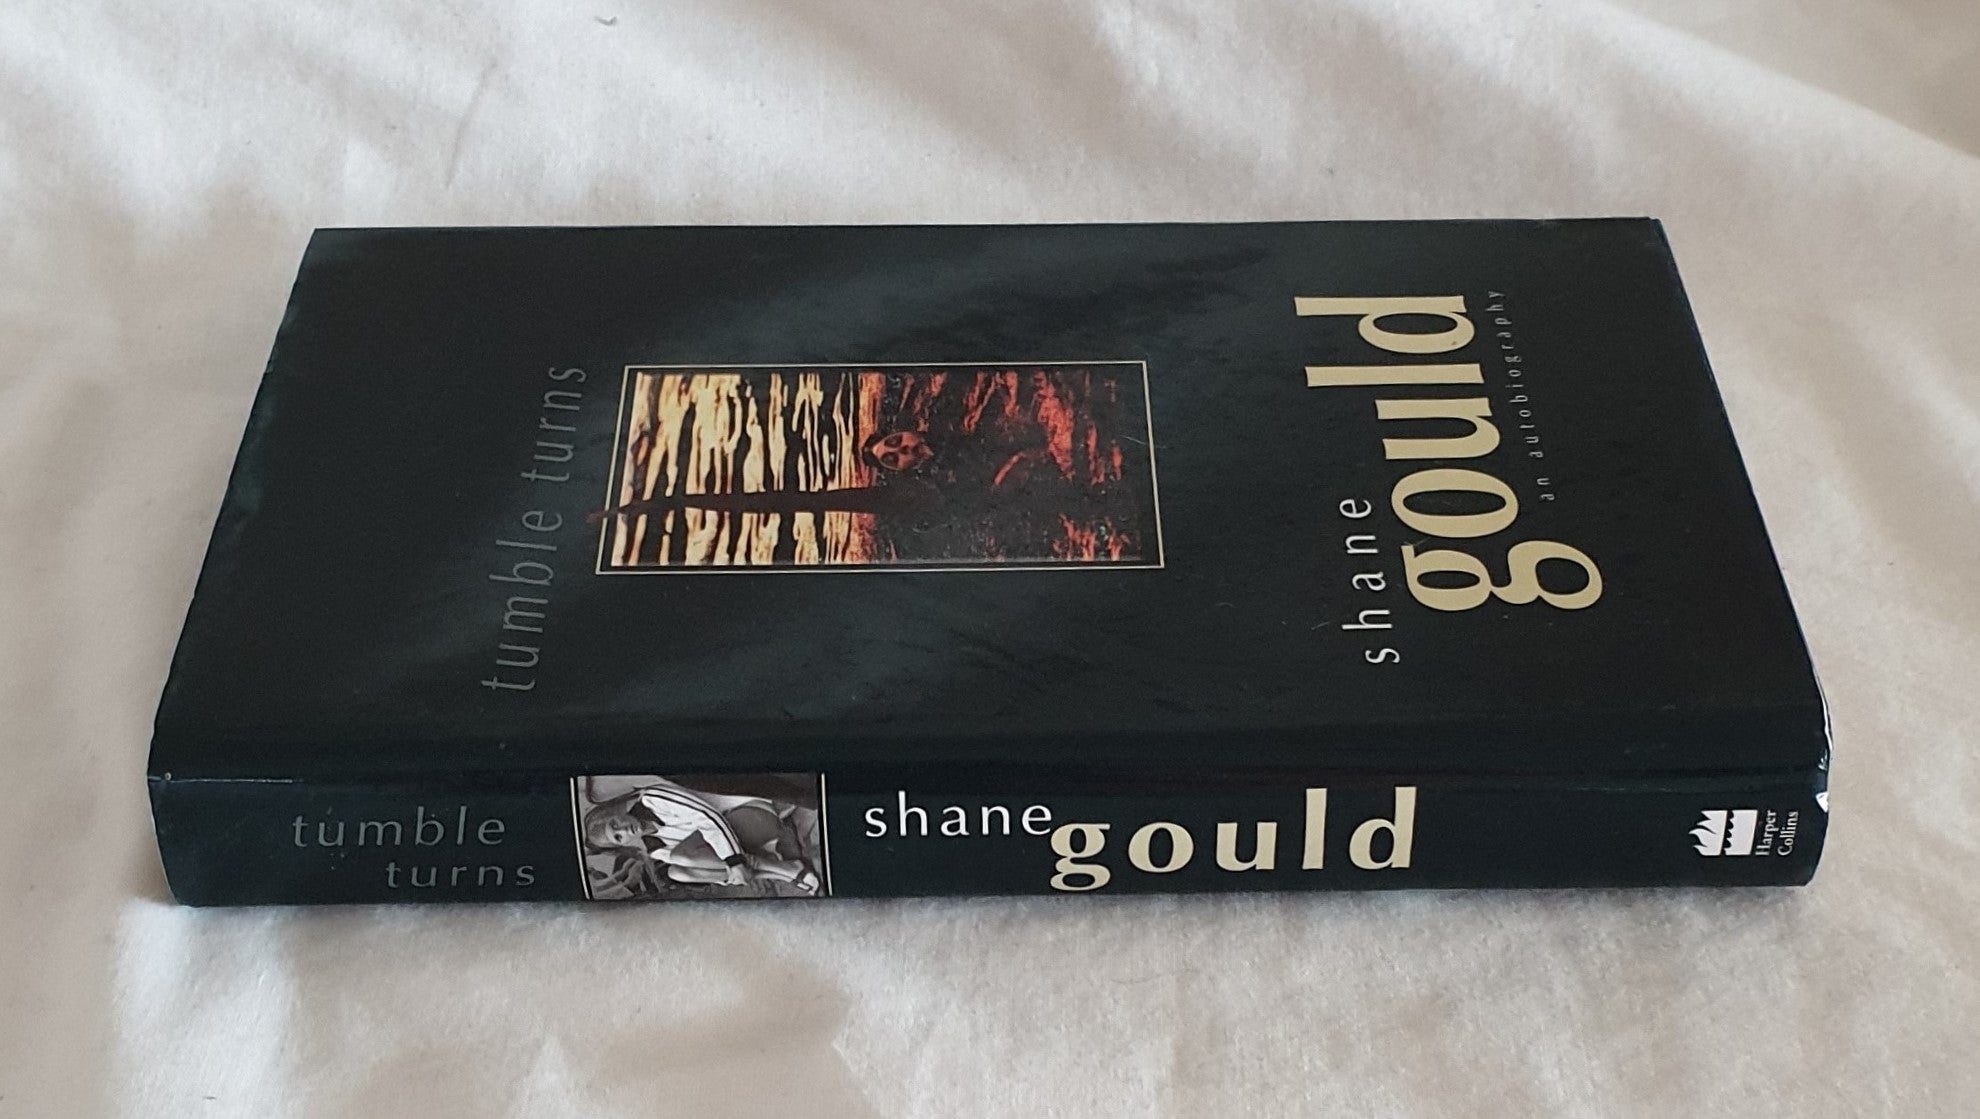 tumble turns
shane
gould
an autobiography
tumble
turns
shane
gould
Harper
Collins